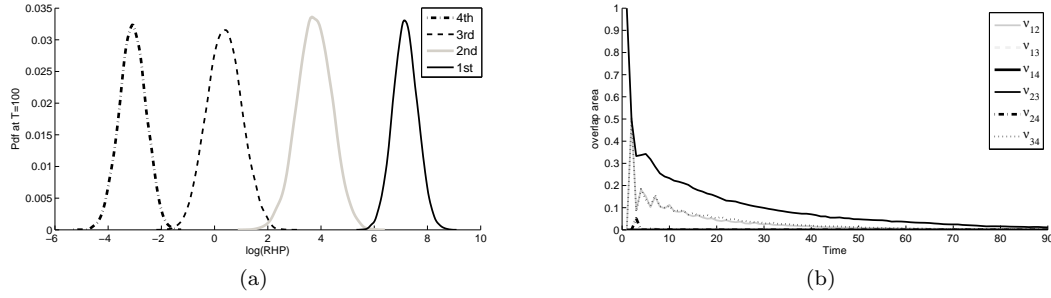 0.035
0.03
0.025
0.02
0.015
0.01
0.005
0
Pdf at T=100
−6 −4 −2 0 2 4 6 8 10
log(RHP)
4th
3rd
2nd
1st
(a)
1
0.9
0.8
0.7
0.6
0.5
0.4
0.3
0.2
0.1
0
overlap area
0 10 20 30 40 50 60 70 80 90
Time
ν12
ν13
ν14
ν23
ν24
ν34
(b)